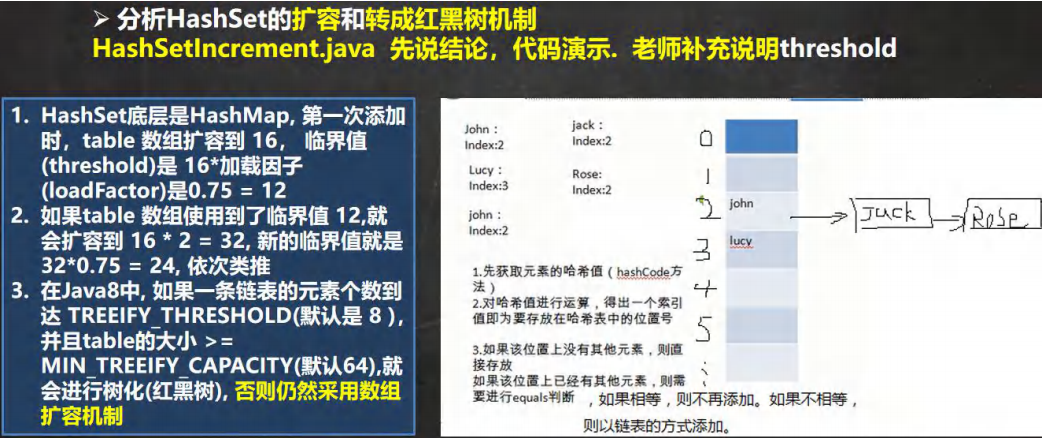 ➢ 分析HashSet的扩容和转成红黑树机制
HashSetIncrement.java 先说结论，代码演示. 老师补充说明threshold
1. HashSet底层是HashMap, 第一次添加
时，table 数组扩容到 16， 临界值
(threshold)是 16*加载因子
(loadFactor)是0.75 = 12
2. 如果table 数组使用到了临界值 12,就
会扩容到 16 * 2 = 32, 新的临界值就是
32*0.75 = 24, 依次类推
3. 在Java8中, 如果一条链表的元素个数到
达 TREEIFY_THRESHOLD(默认是 8 )，
并且table的大小 >=
MIN_TREEIFY_CAPACITY(默认64),就
会进行树化(红黑树), 否则仍然采用数组
扩容机制
John：
Index:2
jack：
Index:2
Lucy：
Index:3
Rose:
Index:2
john：
Index:2
1.先获取元素的哈希值（hashCode方
法）
2.对哈希值进行运算，得出一个索引
值即为要存放在哈希表中的位置号
3.如果该位置上没有其他元素，则直
接存放
如果该位置上已经有其他元素，则需
要进行equals判断 ，如果相等，则不再添加。如果不相等，
则以链表的方式添加。
0
1
2
john
Jack
Rose
3
lucy
4
5